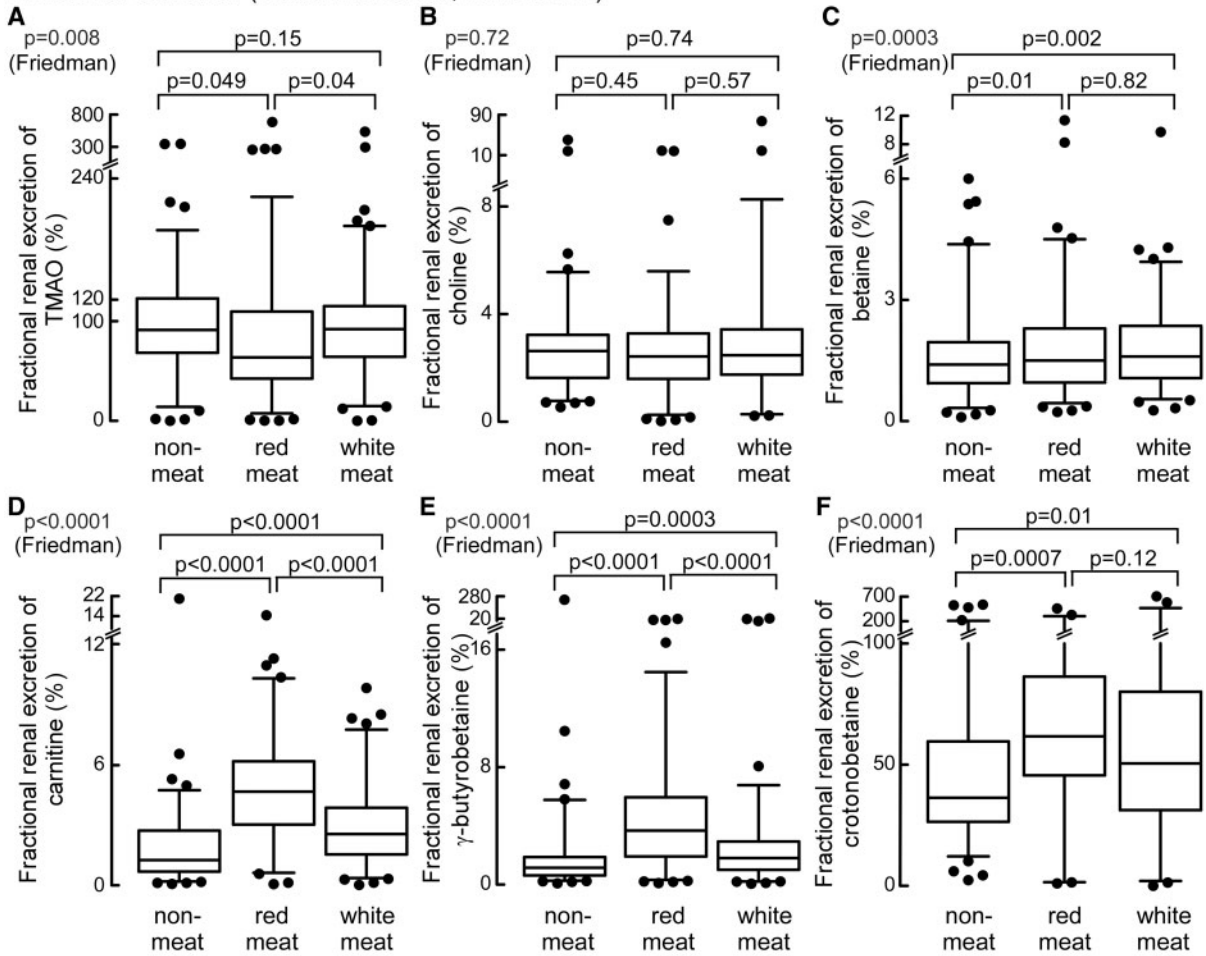 A
p=0.008
(Friedman)
p=0.15
p=0.049
p=0.04
Fractional renal excretion of
TMAO (%)
800
300
240
120
100
0
non-
meat
red
meat
white
meat
B
p=0.72
(Friedman)
p=0.74
p=0.45
p=0.57
Fractional renal excretion of
choline (%)
90
10
8
4
0
non-
meat
red
meat
white
meat
C
p=0.0003
(Friedman)
p=0.002
p=0.01
p=0.82
Fractional renal excretion of
betaine (%)
12
8
6
3
0
non-
meat
red
meat
white
meat
D
p<0.0001
(Friedman)
p<0.0001
p<0.0001
p<0.0001
Fractional renal excretion of
carnitine (%)
22
14
12
6
0
non-
meat
red
meat
white
meat
E
p<0.0001
(Friedman)
p=0.0003
p<0.0001
p<0.0001
Fractional renal excretion of
γ-butyrobetaine (%)
280
20
16
8
0
non-
meat
red
meat
white
meat
F
p<0.0001
(Friedman)
p=0.01
p=0.0007
p=0.12
Fractional renal excretion of
crotonobetaine (%)
700
200
100
50
0
non-
meat
red
meat
white
meat